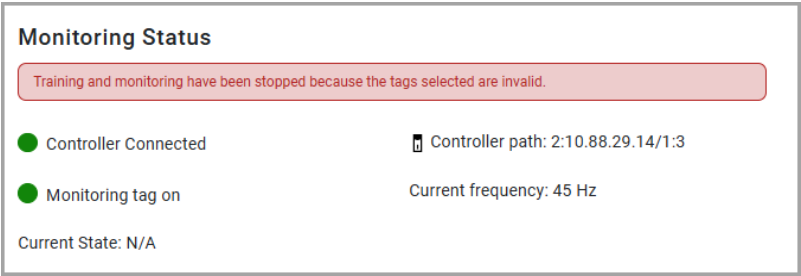 Monitoring Status
Training and monitoring have been stopped because the tags selected are invalid.
Controller Connected
Controller path: 2:10.88.29.14/1:3
Monitoring tag on
Current frequency: 45 Hz
Current State: N/A